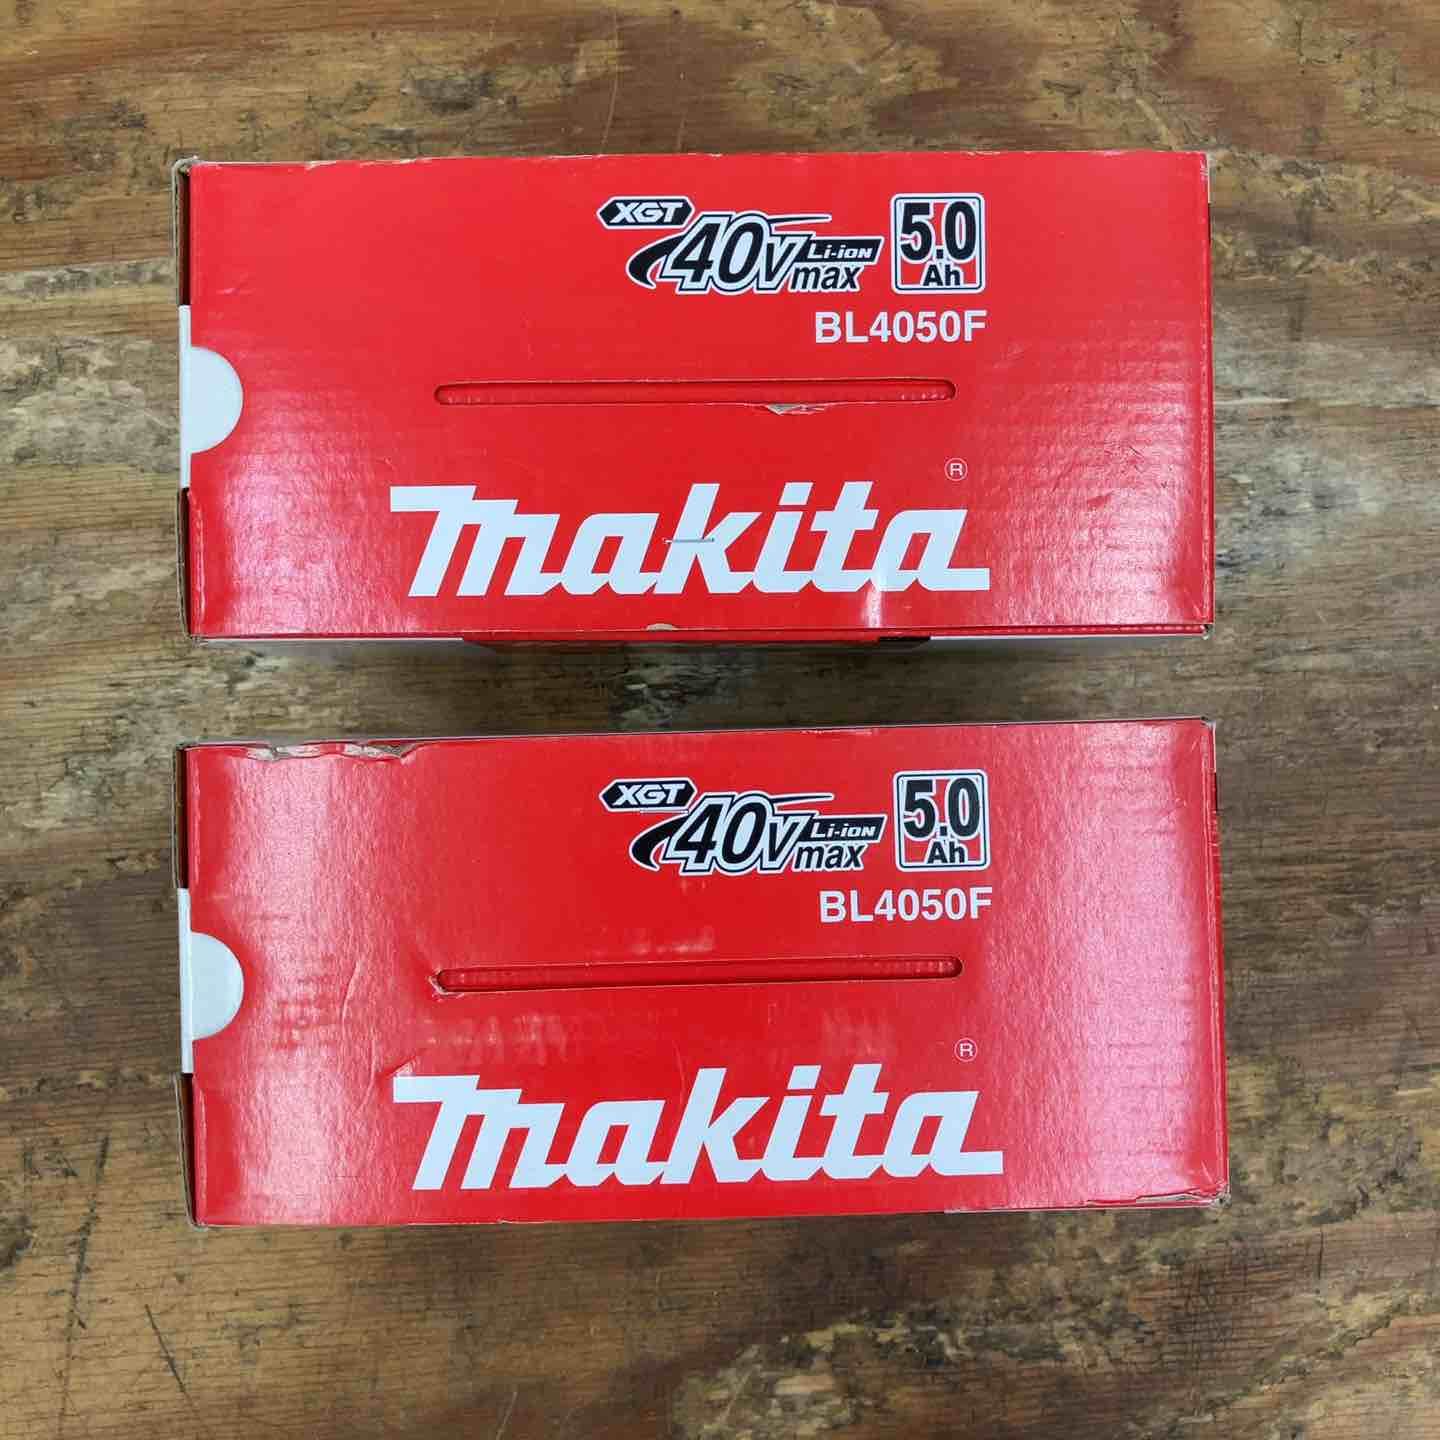 XGT
40V Li-ion max 5.0 Ah
BL4050F
makita®
XGT
40V Li-ion max 5.0 Ah
BL4050F
makita®